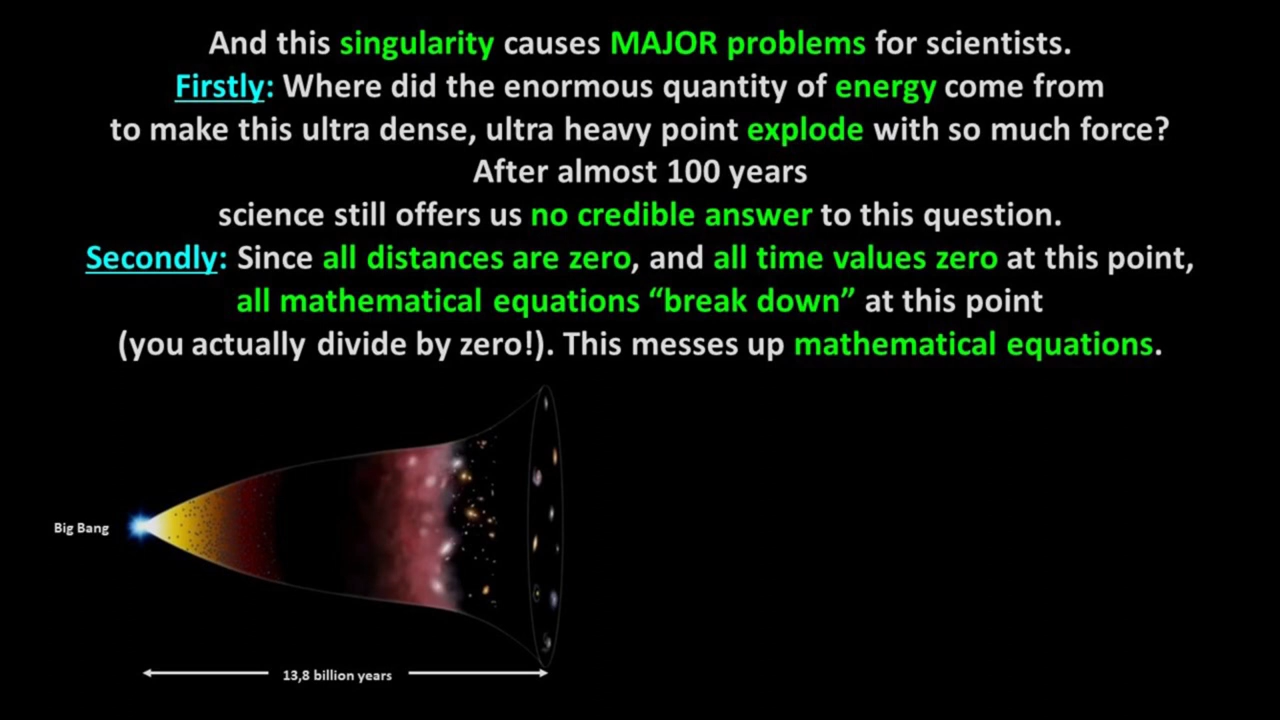 And this singularity causes MAJOR problems for scientists.
Firstly: Where did the enormous quantity of energy come from
to make this ultra dense, ultra heavy point explode with so much force?
After almost 100 years
science still offers us no credible answer to this question.
Secondly: Since all distances are zero, and all time values zero at this point,
all mathematical equations “break down” at this point
(you actually divide by zero!). This messes up mathematical equations.
Big Bang
13,8 billion years